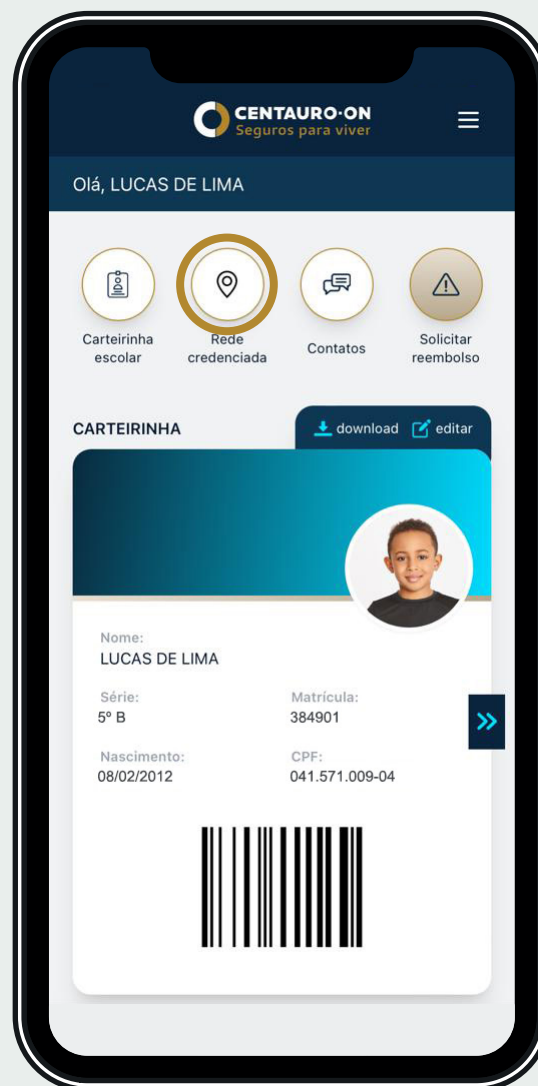 CENTAURO·ON
Seguros para viver
Olá, LUCAS DE LIMA
Carteirinha escolar
Rede credenciada
Contatos
Solicitar reembolso
CARTEIRINHA
download
editar
Nome:
LUCAS DE LIMA
Série:
Matrícula:
5º B
384901
Nascimento:
CPF:
08/02/2012
041.571.009-04